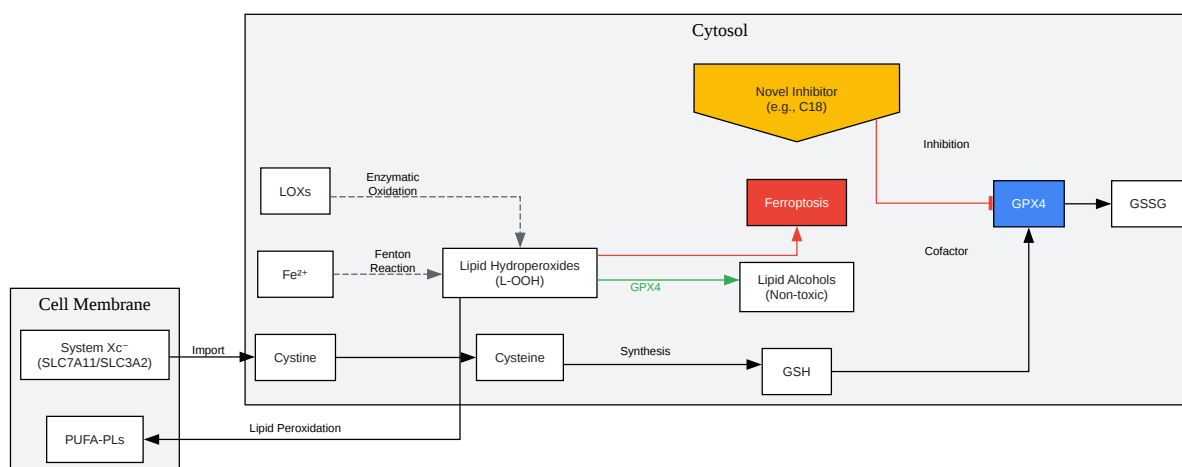 Cytosol
Novel Inhibitor
(e.g., C18)
Inhibition
Enzymatic
Oxidation
LOXs
Ferroptosis
GPX4
GSSG
Cofactor
Fenton
Reaction
Fe²⁺
Lipid Hydroperoxides
(L-OOH)
GPX4
Lipid Alcohols
(Non-toxic)
Cell Membrane
System Xc⁻
(SLC7A11/SLC3A2)
Import
Cystine
Cysteine
Synthesis
GSH
PUFA-PLs
Lipid Peroxidation